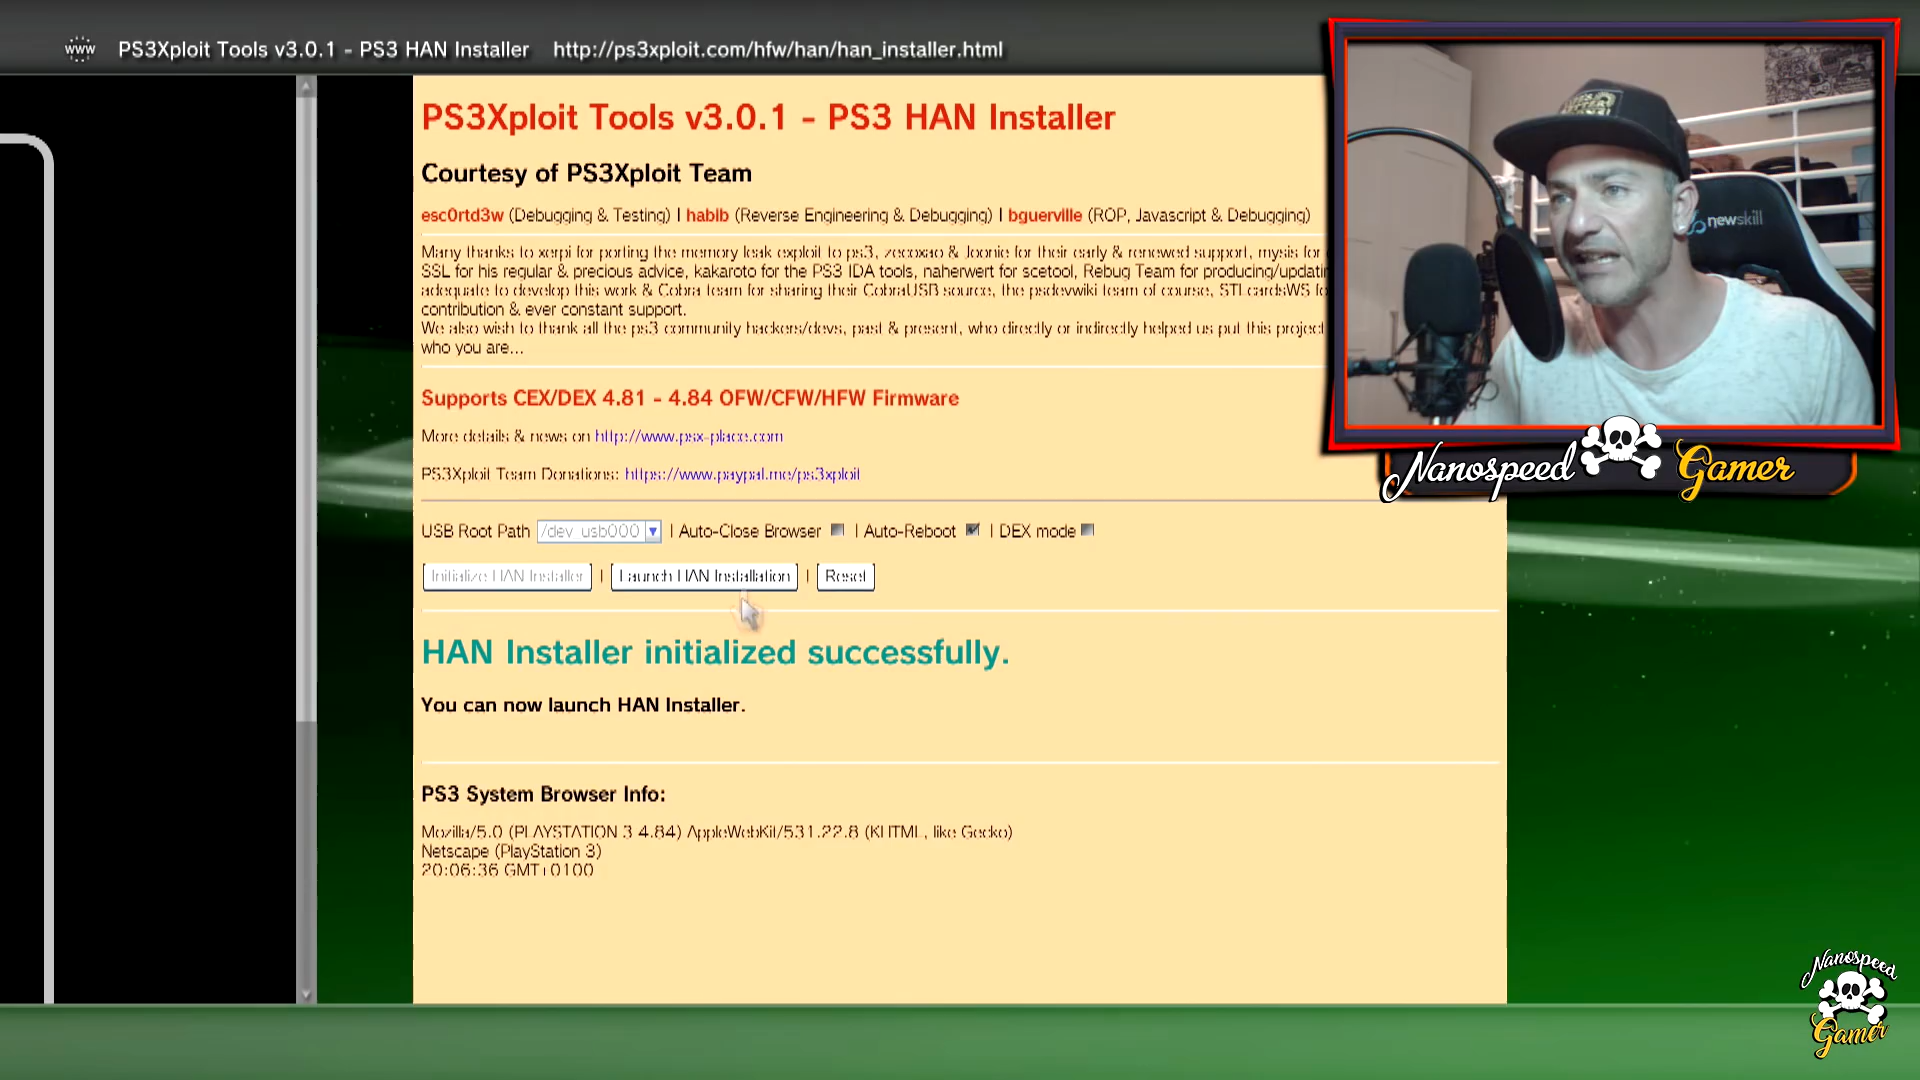 www PS3Xploit Tools v3.0.1 - PS3 HAN Installer http://ps3xploit.com/hfw/han/han_installer.html
PS3Xploit Tools v3.0.1 - PS3 HAN Installer
Courtesy of PS3Xploit Team
esc0rtd3w (Debugging & Testing) | habib (Reverse Engineering & Debugging) | bguerville (ROP, Javascript & Debugging)
Many thanks to xerpi for porting the memory leak exploit to ps3, zecoxao & Joonie for their early & renewed support, mysis for
SSL for his regular & precious advice, kakaroto for the PS3 IDA tools, naherwert for scetool, Rebug Team for producing/updatin
adequate to develop this work & Cobra team for sharing their CobraUSB source, the psdevwiki team of course, STLcardsWS fo
contribution & ever constant support.
We also wish to thank all the ps3 community hackers/devs, past & present, who directly or indirectly helped us put this project
who you are...
Supports CEX/DEX 4.81 - 4.84 OFW/CFW/HFW Firmware
More details & news on http://www.psx-place.com
PS3Xploit Team Donations: https://www.paypal.me/ps3xploit
USB Root Path /dev_usb000 | Auto-Close Browser | Auto-Reboot | DEX mode
Initialize HAN Installer | Launch HAN Installation | Reset
HAN Installer initialized successfully.
You can now launch HAN Installer.
PS3 System Browser Info:
Mozilla/5.0 (PLAYSTATION 3 4.84) AppleWebKit/531.22.8 (KHTML, like Gecko)
Netscape (PlayStation 3)
20:06:36 GMT+0100
newskill
Nanospeed Gamer
Nanospeed
Gamer